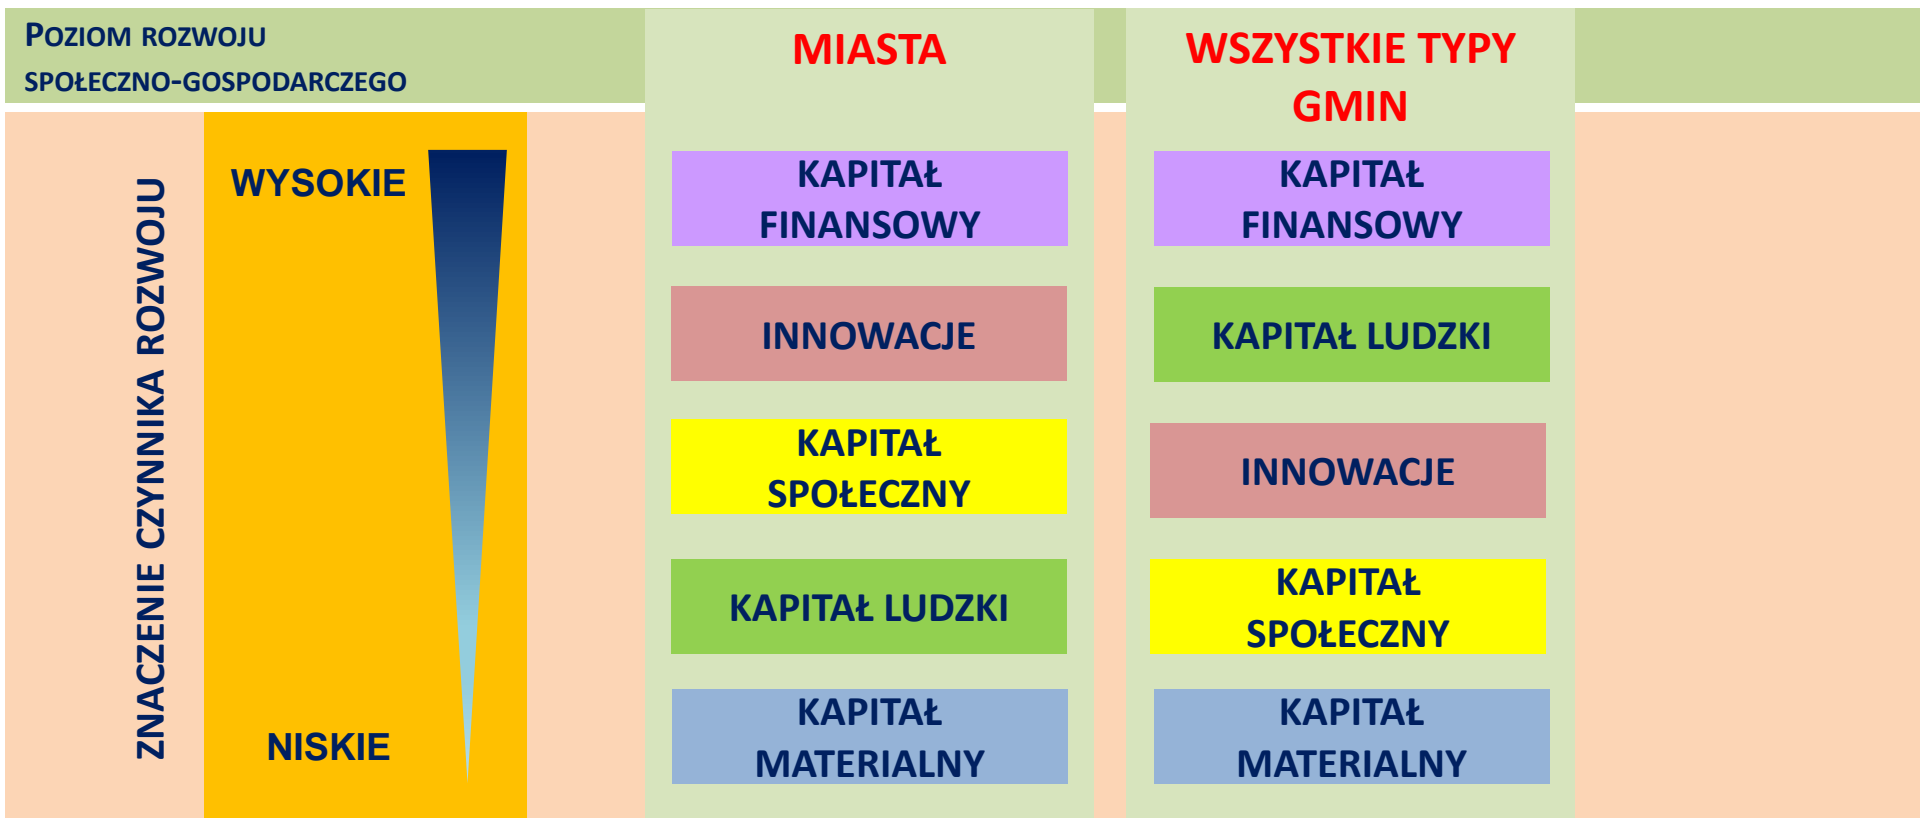 POZIOM ROZWOJU
SPOŁECZNO-GOSPODARCZEGO
MIASTA
WSZYSTKIE TYPY
GMIN
ZNACZENIE CZYNNIKA ROZWOJU
WYSOKIE
NISKIE
KAPITAŁ
FINANSOWY
INNOWACJE
KAPITAŁ
SPOŁECZNY
KAPITAŁ LUDZKI
KAPITAŁ
MATERIALNY
KAPITAŁ
FINANSOWY
KAPITAŁ LUDZKI
INNOWACJE
KAPITAŁ
SPOŁECZNY
KAPITAŁ
MATERIALNY